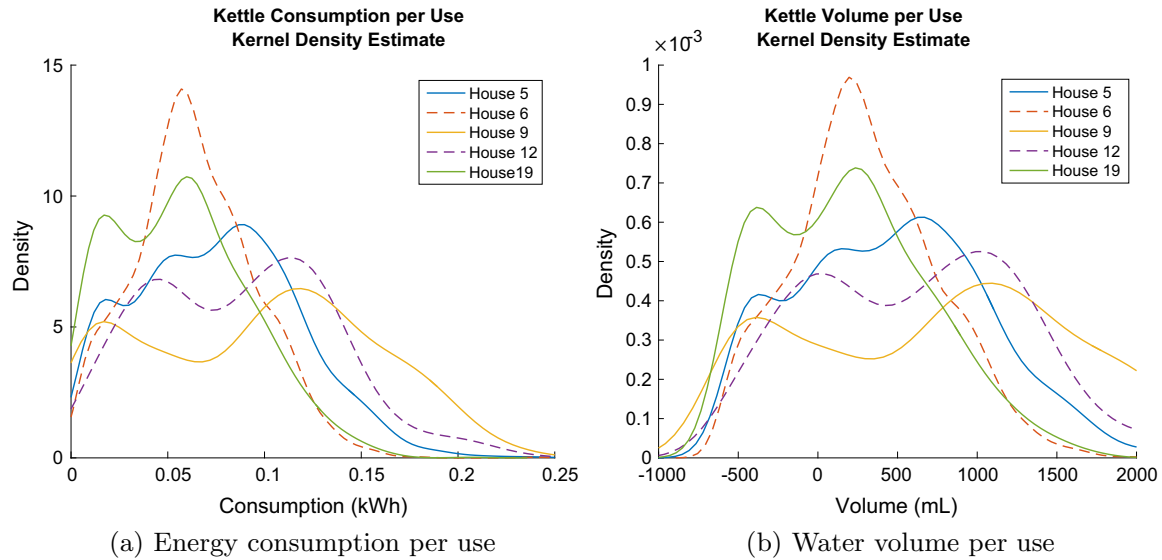 Kettle Consumption per Use
Kernel Density Estimate
15
10
5
0
Density
House 5
House 6
House 9
House 12
House19
0
0.05
0.1
0.15
0.2
0.25
Consumption (kWh)
(a) Energy consumption per use
Kettle Volume per Use
Kernel Density Estimate
×10⁻³
1
0.9
0.8
0.7
0.6
0.5
0.4
0.3
0.2
0.1
0
Density
House 5
House 6
House 9
House 12
House 19
-1000
-500
0
500
1000
1500
2000
Volume (mL)
(b) Water volume per use